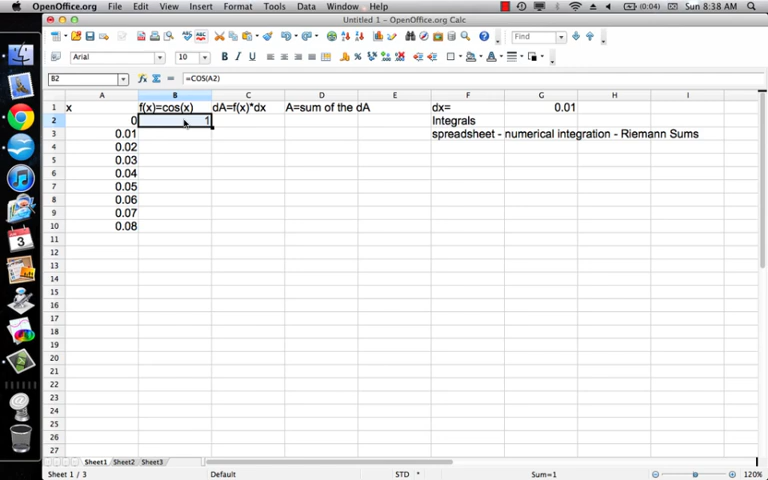 OpenOffice.org File Edit View Insert Format Tools Data Window Help (0:04) Sun 8:38 AM
Untitled 1 - OpenOffice.org Calc
Find
Arial 10 B I U
B2 =COS(A2)
A B C D E F G H I
1 x f(x)=cos(x) dA=f(x)*dx A=sum of the dA dx= 0.01
2 0 1 Integrals
3 0.01 spreadsheet - numerical integration - Riemann Sums
4 0.02
5 0.03
6 0.04
7 0.05
8 0.06
9 0.07
10 0.08
11
12
13
14
15
16
17
18
19
20
21
22
23
24
25
26
27
Sheet1 Sheet2 Sheet3
Sheet 1 / 3 Default STD * Sum=1 120%